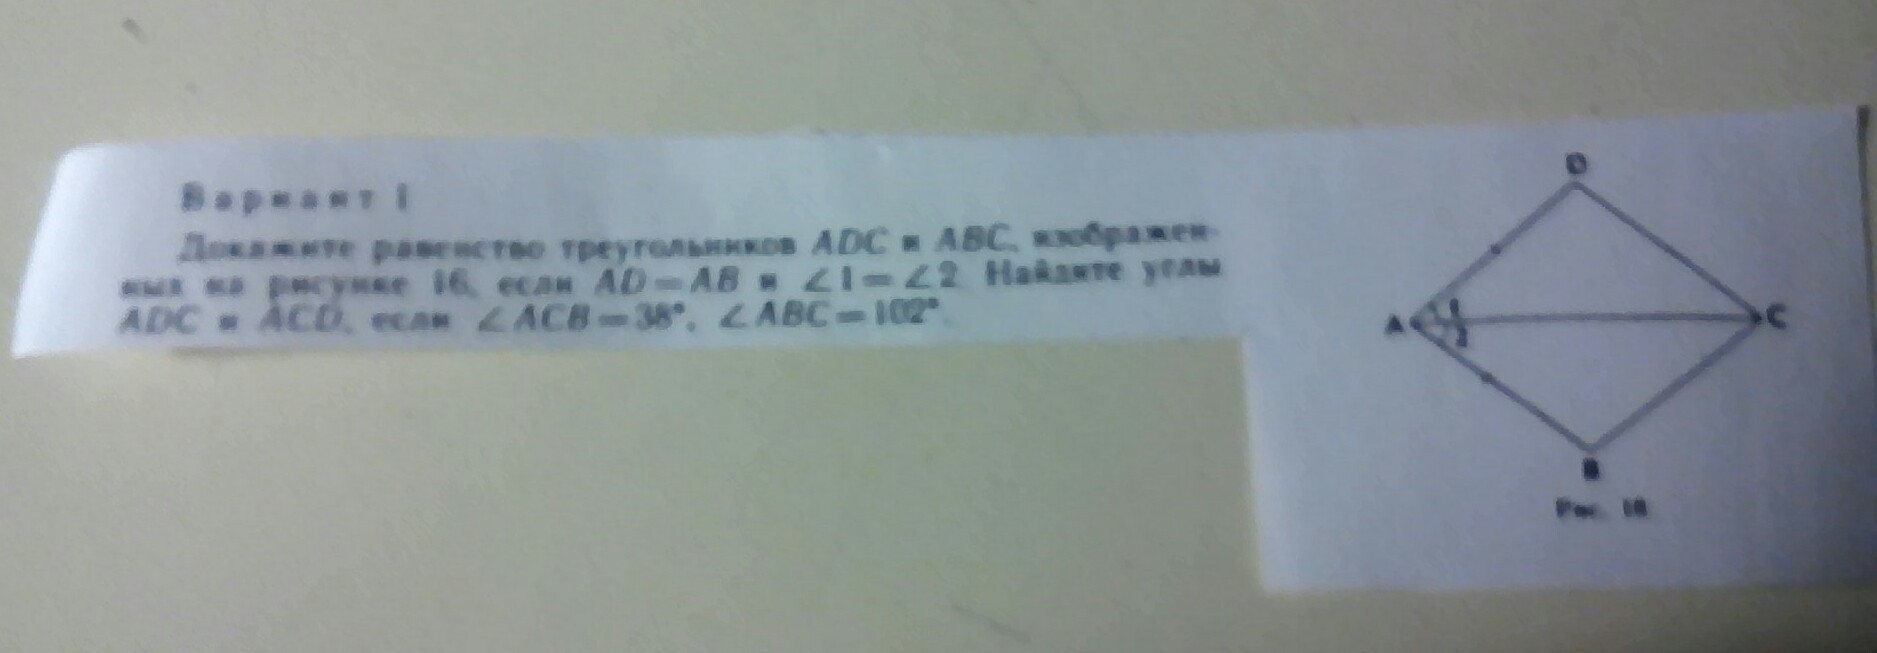 Вариант I
Докажите равенство треугольников ADC и ABC, изображен-
ных на рисунке 16, если AD=AB и ∠1=∠2. Найдите углы
ADC и ACD, если ∠ACB=38°, ∠ABC=102°.
D
A
1
2
C
B
Рис. 16